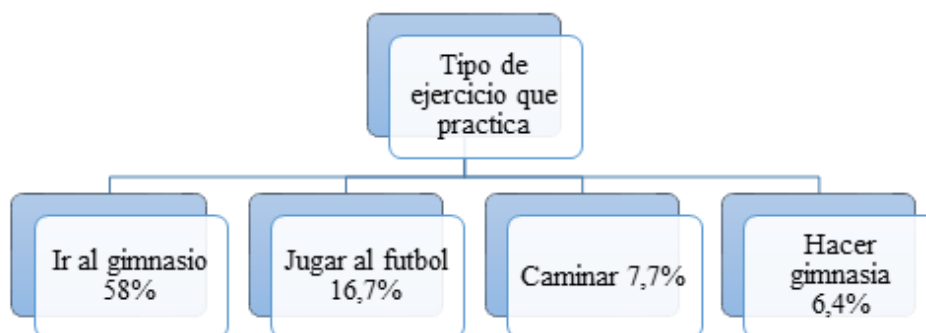 Tipo de
ejercicio que
practica
Ir al gimnasio
58%
Jugar al futbol
16,7%
Caminar 7,7%
Hacer
gimnasia
6,4%